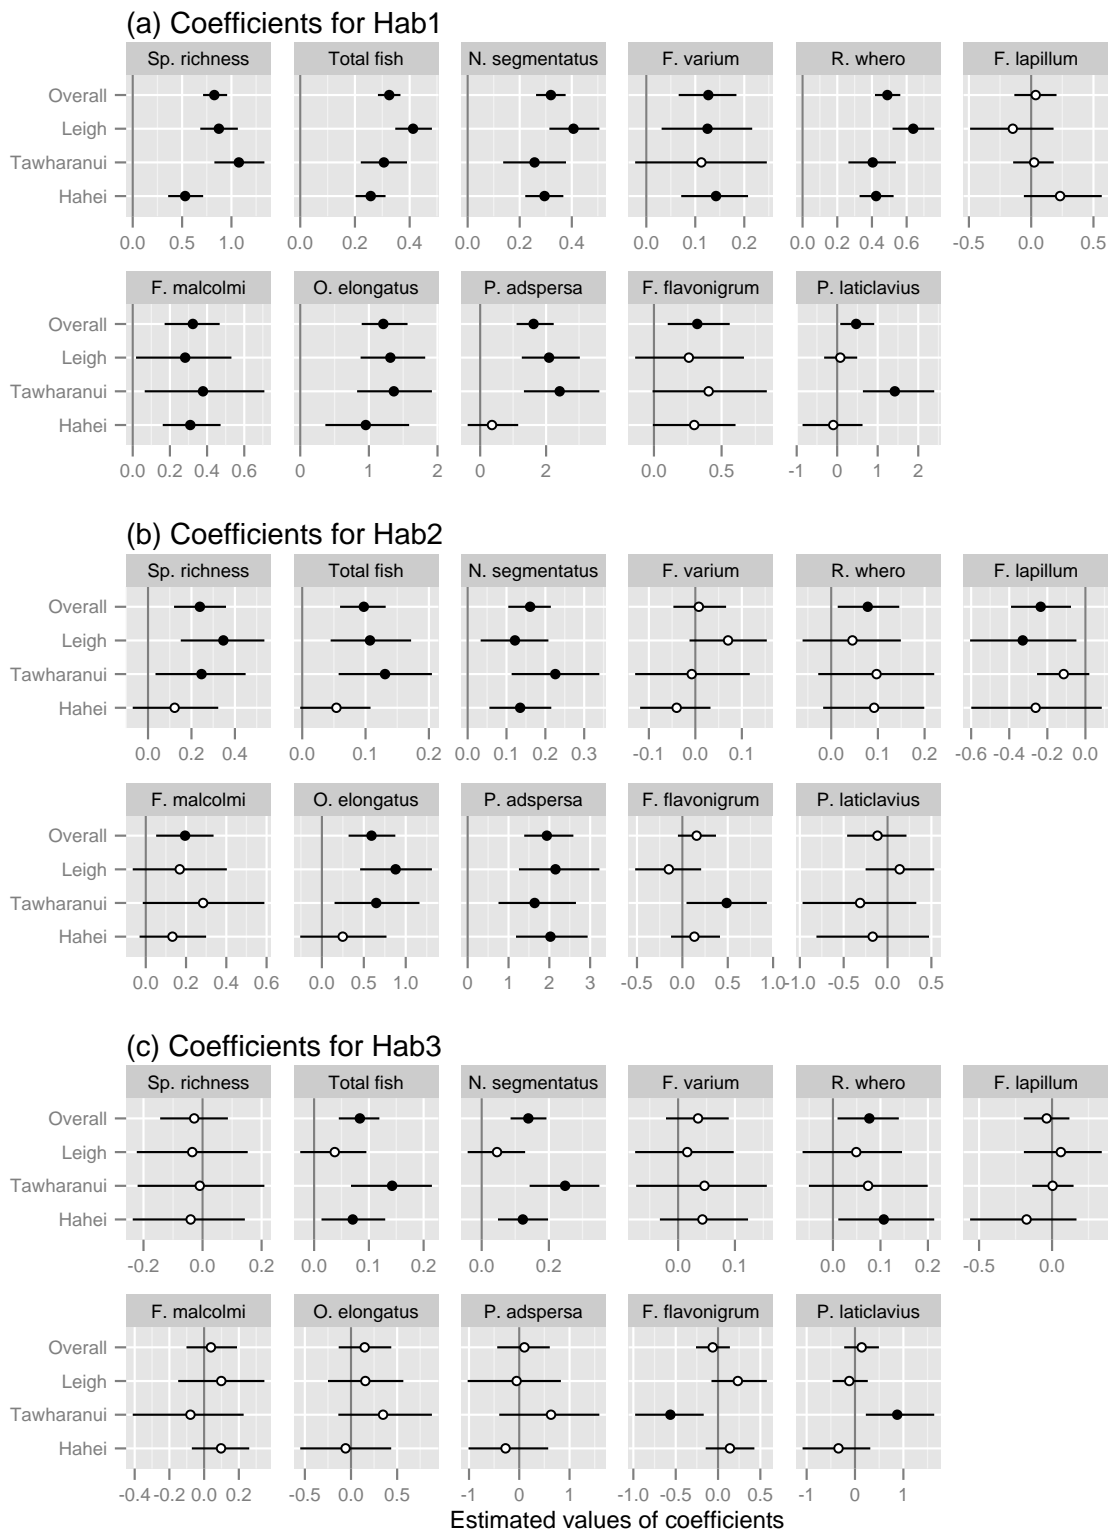 (a) Coefficients for Hab1
Sp. richness Total fish N. segmentatus F. varium R. whero F. lapillum
Overall
Leigh
Tawharanui
Hahei
0.0 0.5 1.0 0.0 0.2 0.4 0.0 0.2 0.4 0.0 0.1 0.2 0.0 0.2 0.4 0.6 -0.5 0.0 0.5
F. malcolmi O. elongatus P. adspersa F. flavonigrum P. laticlavius
Overall
Leigh
Tawharanui
Hahei
0.0 0.2 0.4 0.6 0 1 2 0 2 0.0 0.5 -1 0 1 2
(b) Coefficients for Hab2
Sp. richness Total fish N. segmentatus F. varium R. whero F. lapillum
Overall
Leigh
Tawharanui
Hahei
0.0 0.2 0.4 0.0 0.1 0.2 0.0 0.1 0.2 0.3 -0.1 0.0 0.1 0.0 0.1 0.2 -0.6 -0.4 -0.2 0.0
F. malcolmi O. elongatus P. adspersa F. flavonigrum P. laticlavius
Overall
Leigh
Tawharanui
Hahei
0.0 0.2 0.4 0.6 0.0 0.5 1.0 0 1 2 3 -0.5 0.0 0.5 1.0 -1.0 -0.5 0.0 0.5
(c) Coefficients for Hab3
Sp. richness Total fish N. segmentatus F. varium R. whero F. lapillum
Overall
Leigh
Tawharanui
Hahei
-0.2 0.0 0.2 0.0 0.1 0.2 0.0 0.2 0.0 0.1 0.0 0.1 0.2 -0.5 0.0
F. malcolmi O. elongatus P. adspersa F. flavonigrum P. laticlavius
Overall
Leigh
Tawharanui
Hahei
-0.4 -0.2 0.0 0.2 -0.5 0.0 0.5 -1 0 1 -1.0 -0.5 0.0 0.5 -1 0 1
Estimated values of coefficients